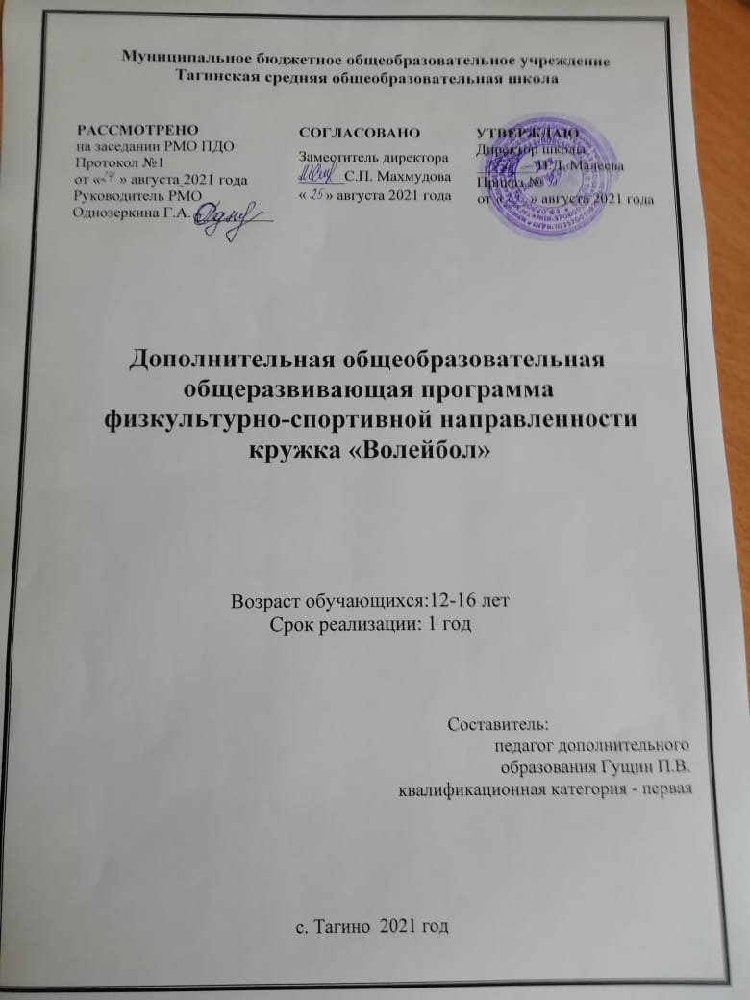 Муниципальное бюджетное общеобразовательное учреждение
Тагинская средняя общеобразовательная школа
РАССМОТРЕНО
на заседании РМО ПДО
Протокол №1
от «24» августа 2021 года
Руководитель РМО
Однозеркина Г.А.
СОГЛАСОВАНО
Заместитель директора
С.П. Махмудова
«25» августа 2021 года
УТВЕРЖДАЮ
Директор школы
Малеева
Приказ №
от « » августа 2021 года
Дополнительная общеобразовательная
общеразвивающая программа
физкультурно-спортивной направленности
кружка «Волейбол»
Возраст обучающихся:12-16 лет
Срок реализации: 1 год
Составитель:
педагог дополнительного
образования Гущин П.В.
квалификационная категория - первая
с. Тагино 2021 год